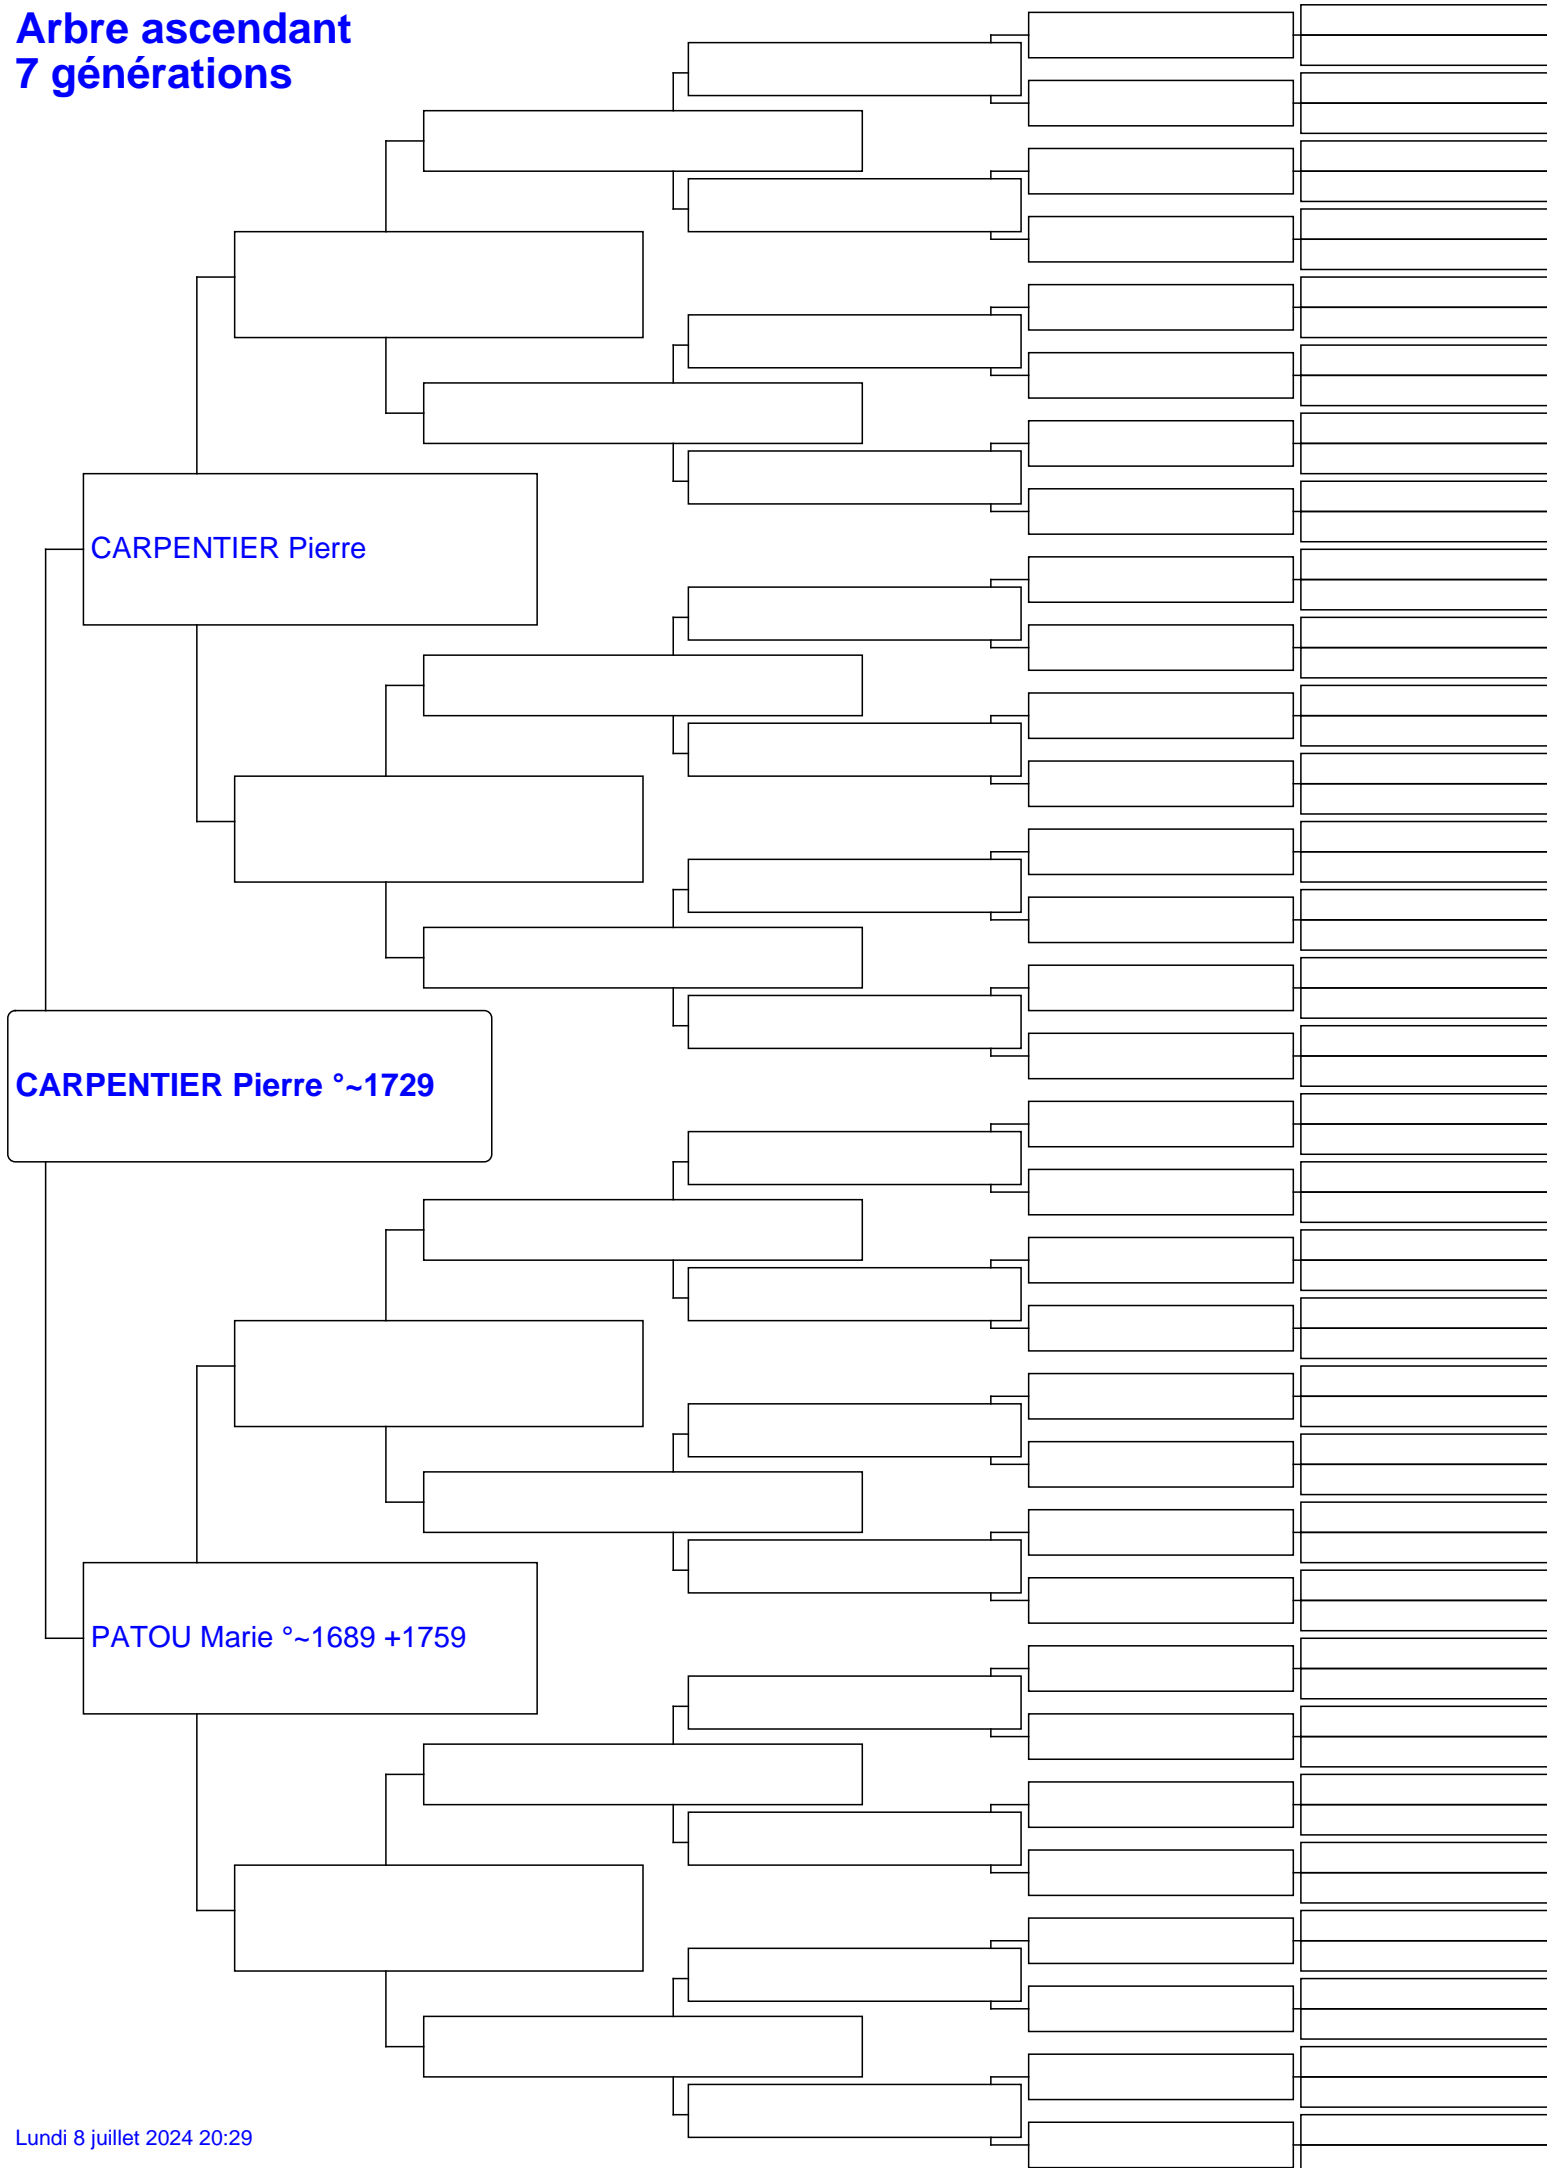 Arbre ascendant
7 générations
CARPENTIER Pierre
CARPENTIER Pierre °~1729
PATOU Marie °~1689 +1759
Lundi 8 juillet 2024 20:29